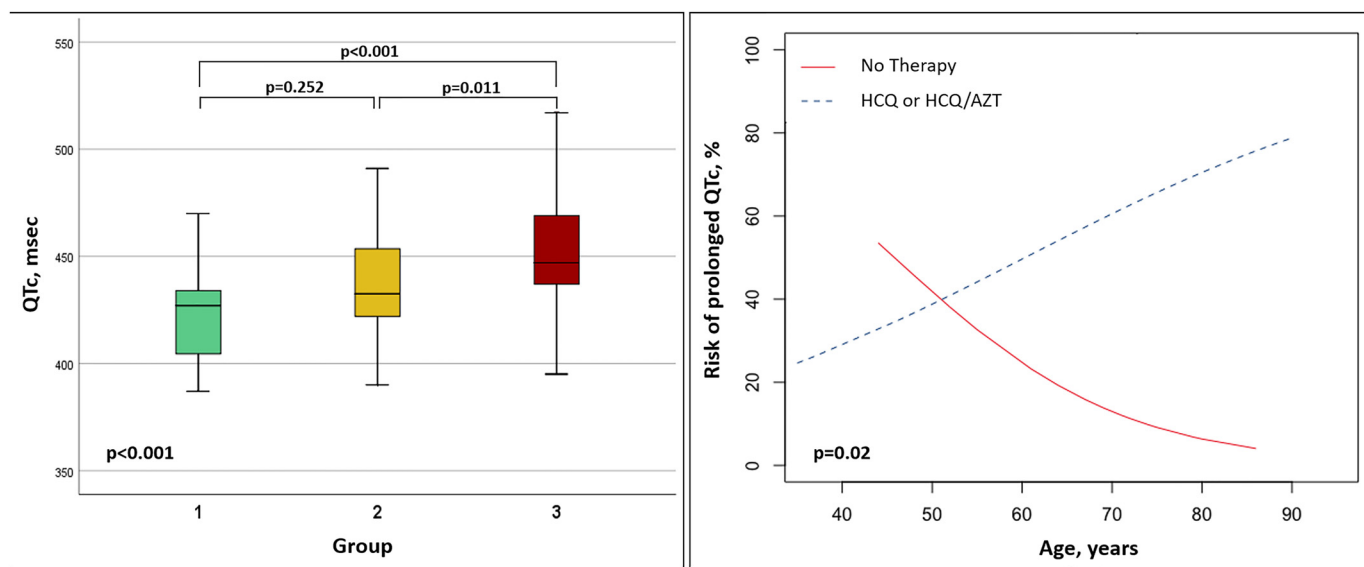 550
500
450
400
350
QTc, msec
p<0.001
p=0.252
p=0.011
p<0.001
1
2
3
Group
100
80
60
40
20
0
Risk of prolonged QTc, %
No Therapy
HCQ or HCQ/AZT
p=0.02
40
50
60
70
80
90
Age, years